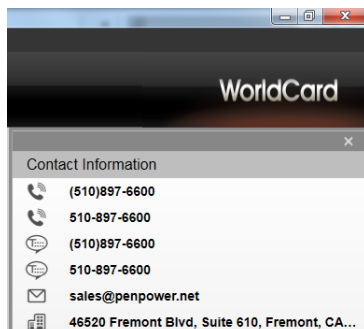 WorldCard
Contact Information
(510)897-6600
510-897-6600
(510)897-6600
510-897-6600
sales@penpower.net
46520 Fremont Blvd, Suite 610, Fremont, CA...